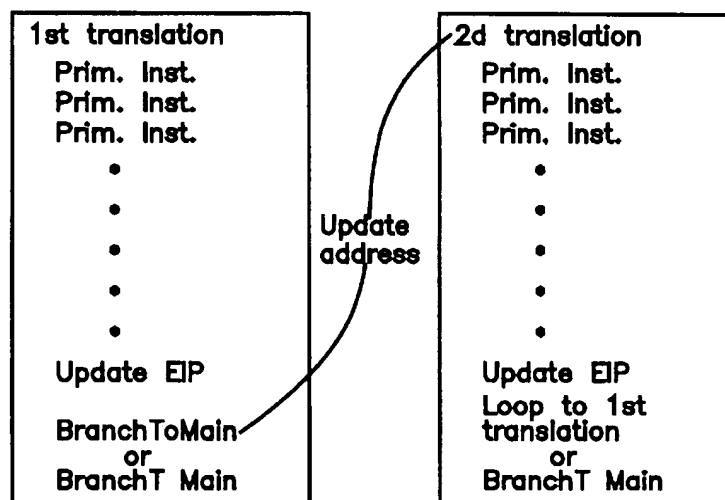 1st translation
Prim. Inst.
Prim. Inst.
Prim. Inst.
Update EIP
BranchToMain
or
BranchT Main
Update
address
2d translation
Prim. Inst.
Prim. Inst.
Prim. Inst.
Update EIP
Loop to 1st
translation
or
BranchT Main